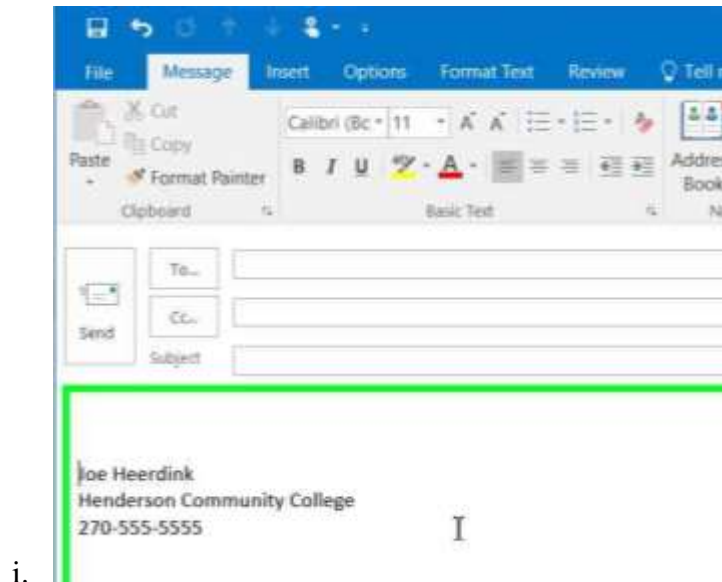 File Message Insert Options Format Text Review Tell
Cut
Copy
Paste
Format Painter
Calibri (Bc 11
B I U A
Addres
Book
Clipboard
Basic Text
N
To...
Cc...
Send
Subject
Joe Heerdink
Henderson Community College
270-555-5555
i.